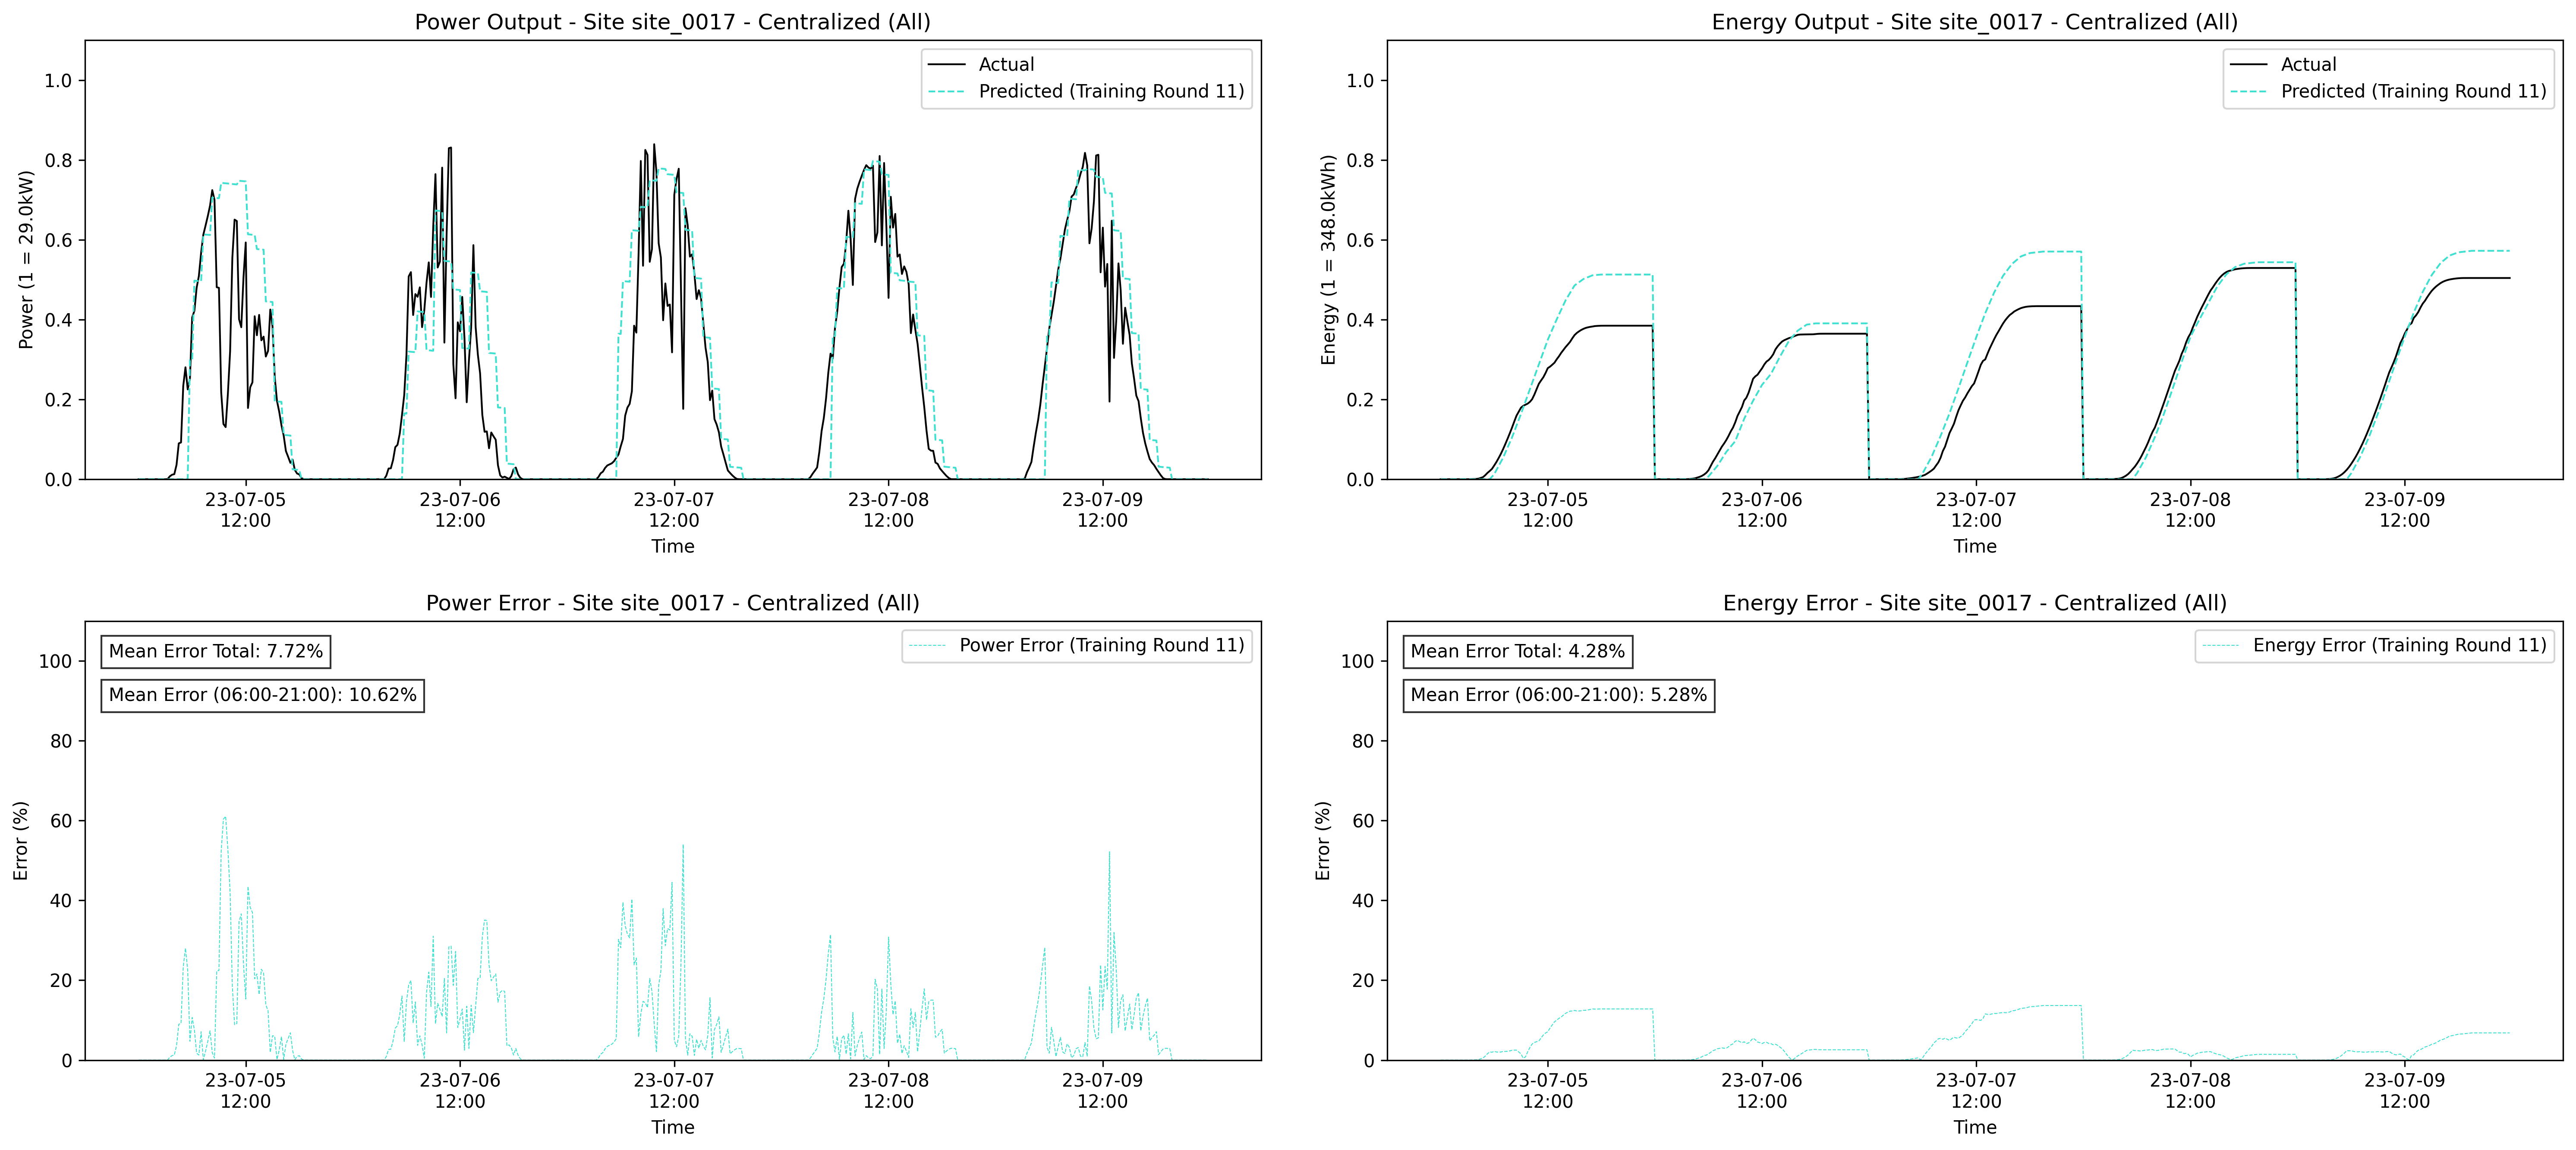 Power Output - Site site_0017 - Centralized (All)
Actual
Predicted (Training Round 11)
Power (1 = 29.0kW)
1.0
0.8
0.6
0.4
0.2
0.0
23-07-05 23-07-06 23-07-07 23-07-08 23-07-09
12:00 12:00 12:00 12:00 12:00
Time
Energy Output - Site site_0017 - Centralized (All)
Actual
Predicted (Training Round 11)
Energy (1 = 348.0kWh)
1.0
0.8
0.6
0.4
0.2
0.0
23-07-05 23-07-06 23-07-07 23-07-08 23-07-09
12:00 12:00 12:00 12:00 12:00
Time
Power Error - Site site_0017 - Centralized (All)
Mean Error Total: 7.72%
Mean Error (06:00-21:00): 10.62%
Power Error (Training Round 11)
Error (%)
100
80
60
40
20
0
23-07-05 23-07-06 23-07-07 23-07-08 23-07-09
12:00 12:00 12:00 12:00 12:00
Time
Energy Error - Site site_0017 - Centralized (All)
Mean Error Total: 4.28%
Mean Error (06:00-21:00): 5.28%
Energy Error (Training Round 11)
Error (%)
100
80
60
40
20
0
23-07-05 23-07-06 23-07-07 23-07-08 23-07-09
12:00 12:00 12:00 12:00 12:00
Time